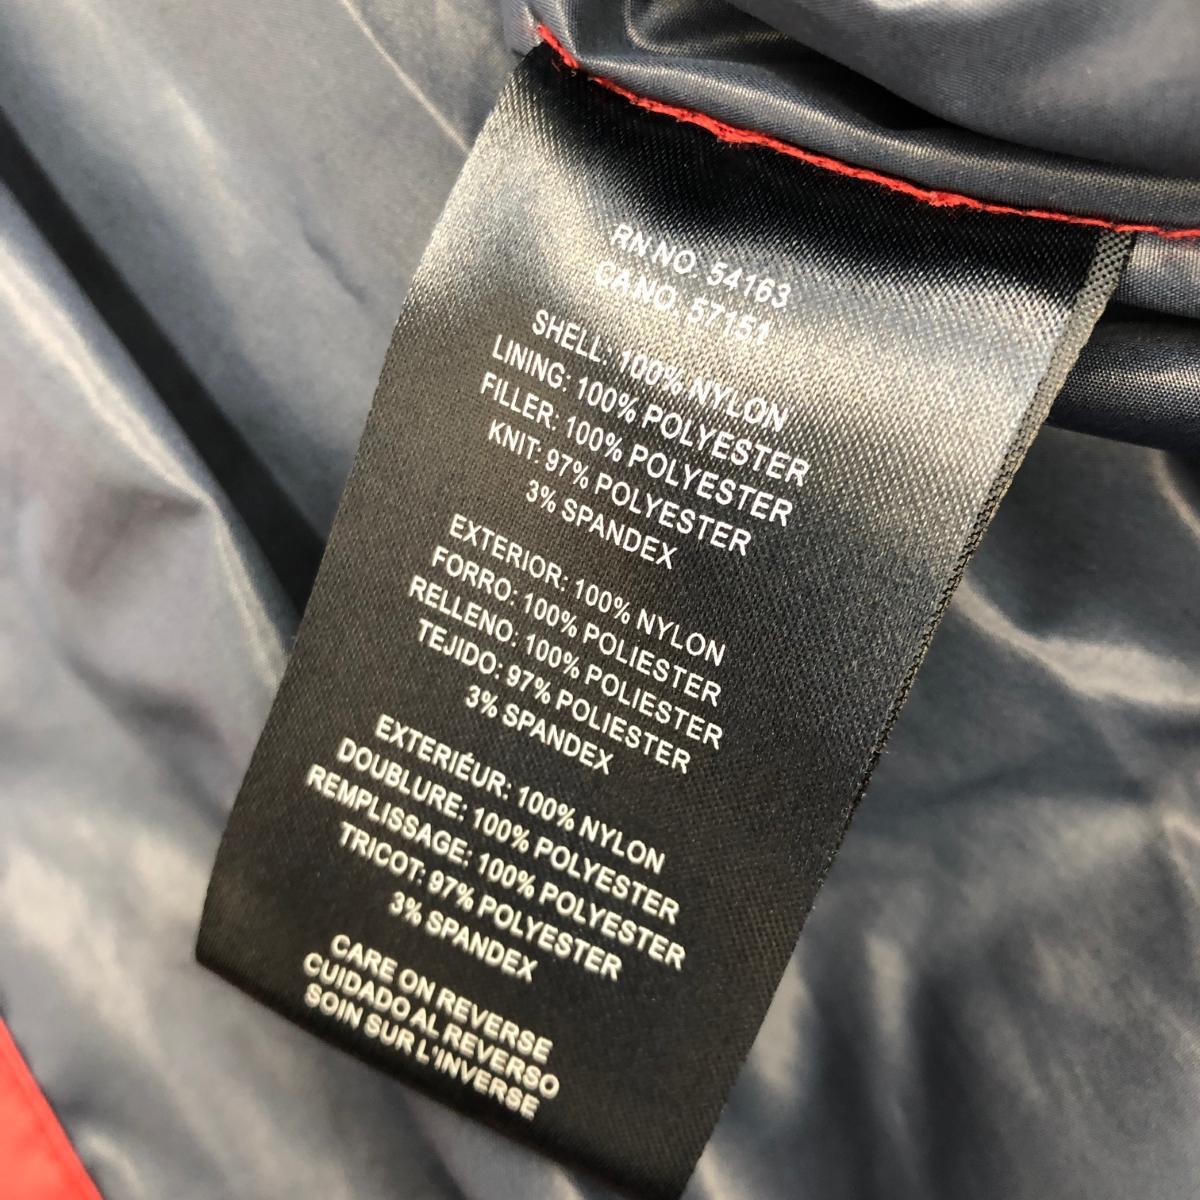 RN NO. 54163
CA NO. 57151
SHELL: 100% NYLON
LINING: 100% POLYESTER
FILLER: 100% POLYESTER
KNIT: 97% POLYESTER
3% SPANDEX
EXTERIOR: 100% NYLON
FORRO: 100% POLIESTER
RELLENO: 100% POLIESTER
TEJIDO: 97% POLIESTER
3% SPANDEX
EXTERIÉUR: 100% NYLON
DOUBLURE: 100% POLYESTER
REMPLISSAGE: 100% POLYESTER
TRICOT: 97% POLYESTER
3% SPANDEX
CARE ON REVERSE
CUIDADO AL REVERSO
SOIN SUR L'INVERSE